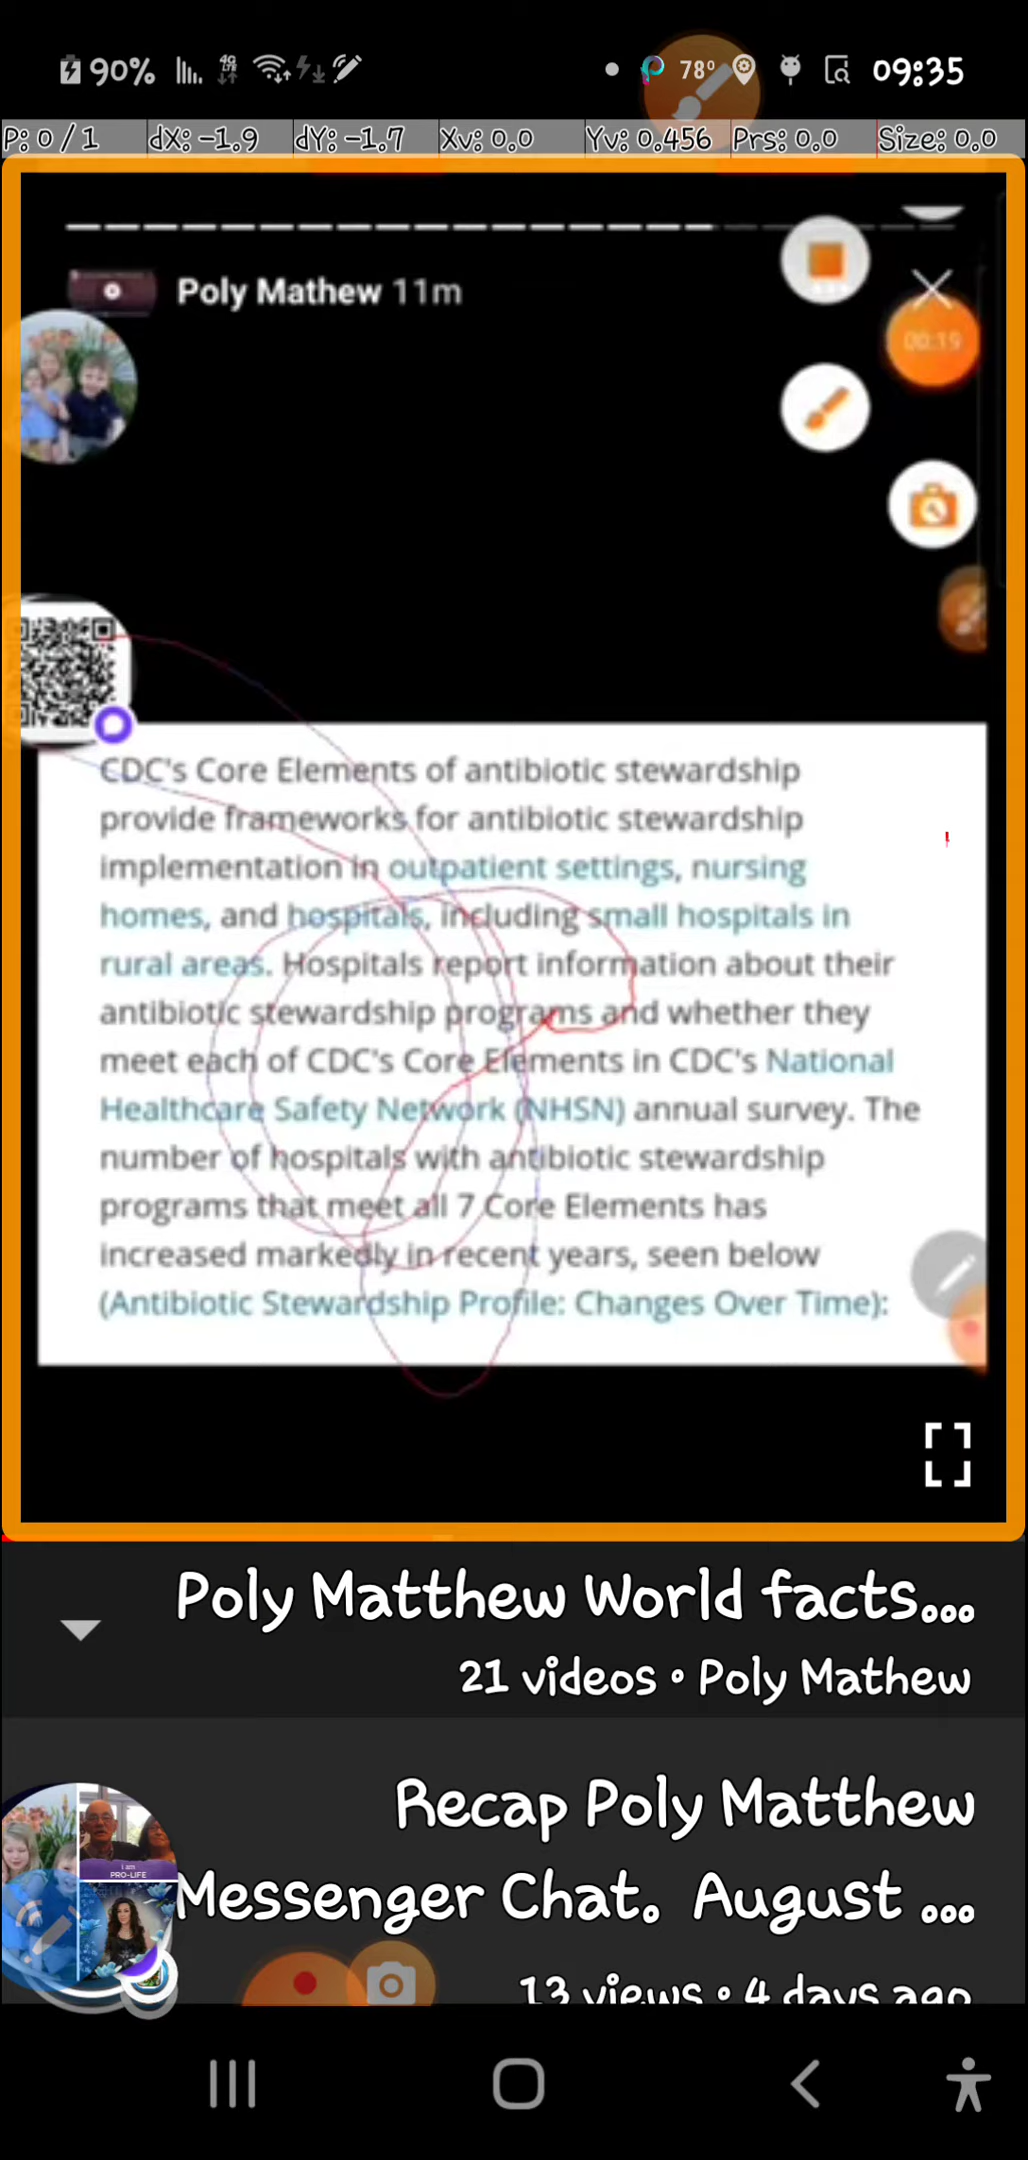 90% 4G 78° 09:35
P: 0 / 1 dX: -1.9 dY: -1.7 Xv: 0.0 Yv: 0.456 Prs: 0.0 Size: 0.0
Poly Mathew 11m
00:19
CDC's Core Elements of antibiotic stewardship
provide frameworks for antibiotic stewardship
implementation in outpatient settings, nursing
homes, and hospitals, including small hospitals in
rural areas. Hospitals report information about their
antibiotic stewardship programs and whether they
meet each of CDC's Core Elements in CDC's National
Healthcare Safety Network (NHSN) annual survey. The
number of hospitals with antibiotic stewardship
programs that meet all 7 Core Elements has
increased markedly in recent years, seen below
(Antibiotic Stewardship Profile: Changes Over Time):
Poly Matthew World facts...
21 videos • Poly Mathew
Recap Poly Matthew
Messenger Chat. August ...
i am
PRO-LIFE
13 views • 4 days ago